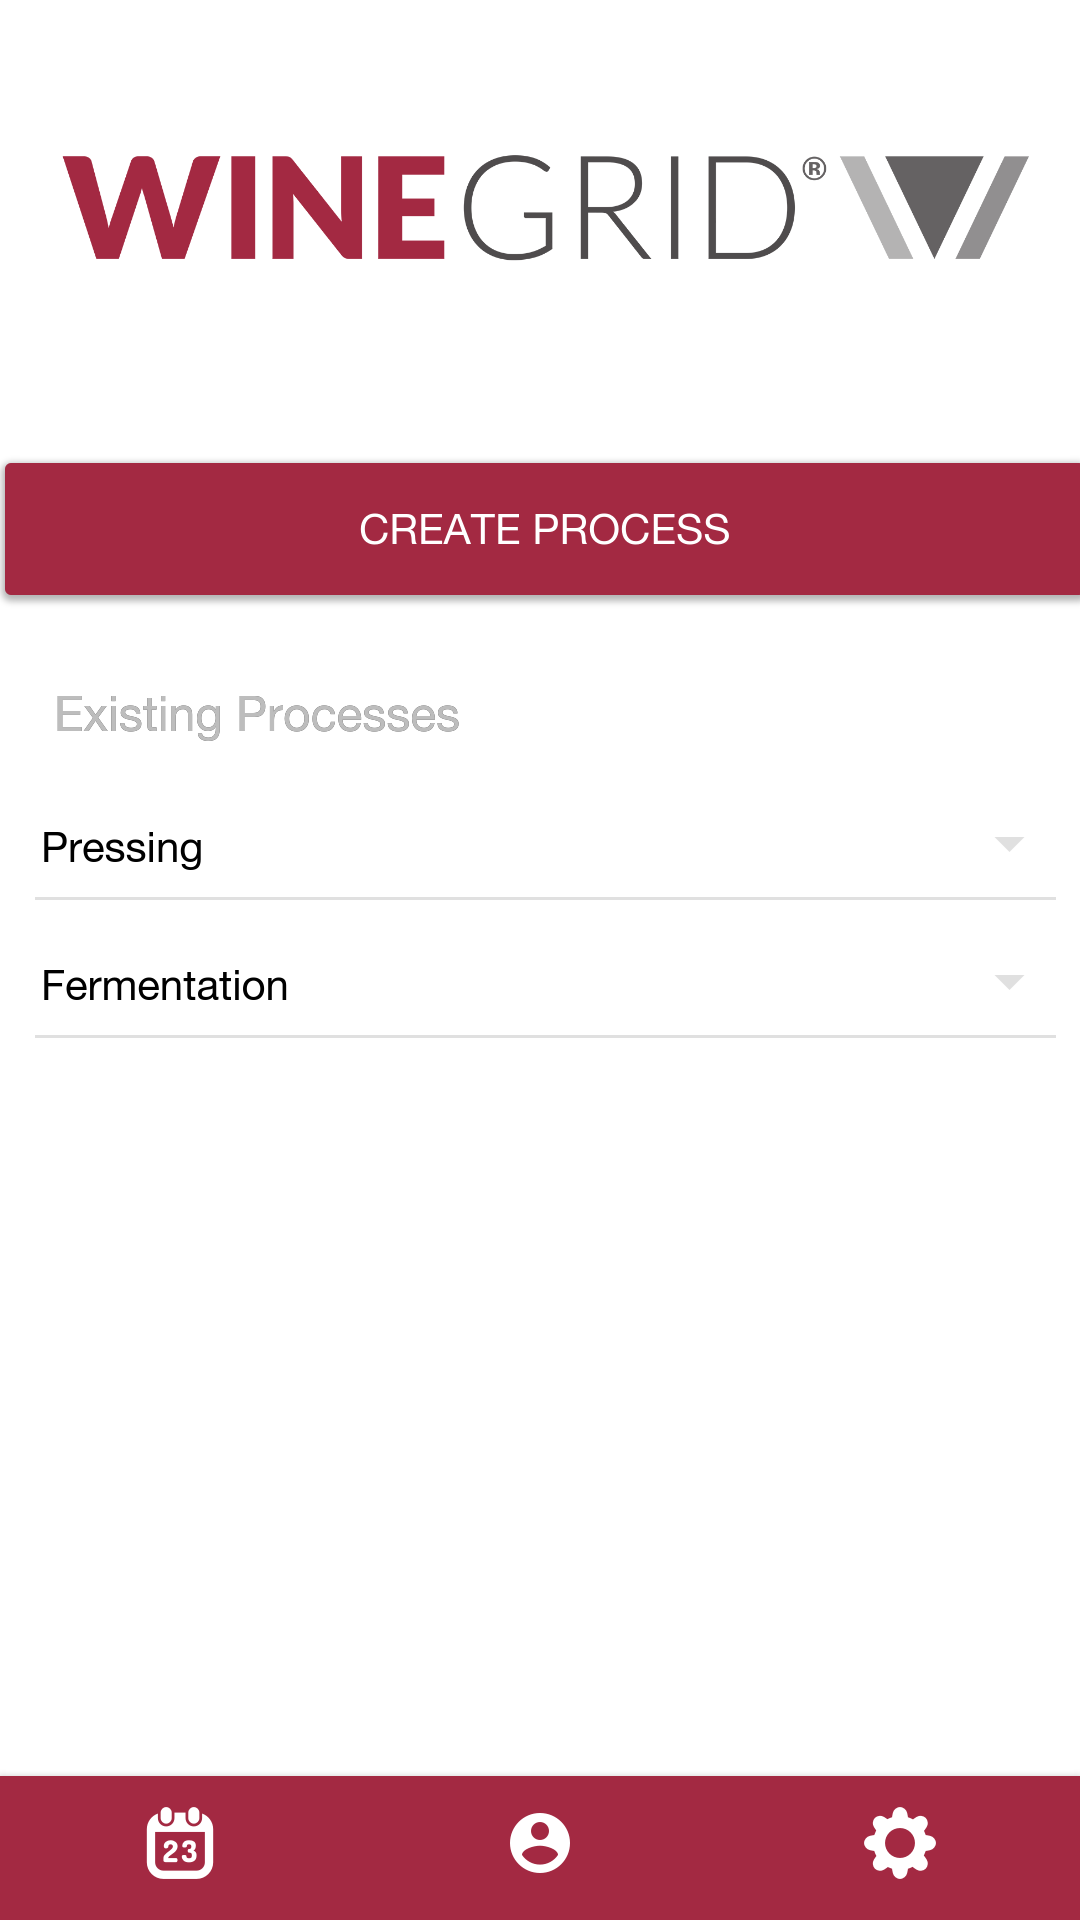 WINEGRID®
CREATE PROCESS
Existing Processes
Pressing
Fermentation
23